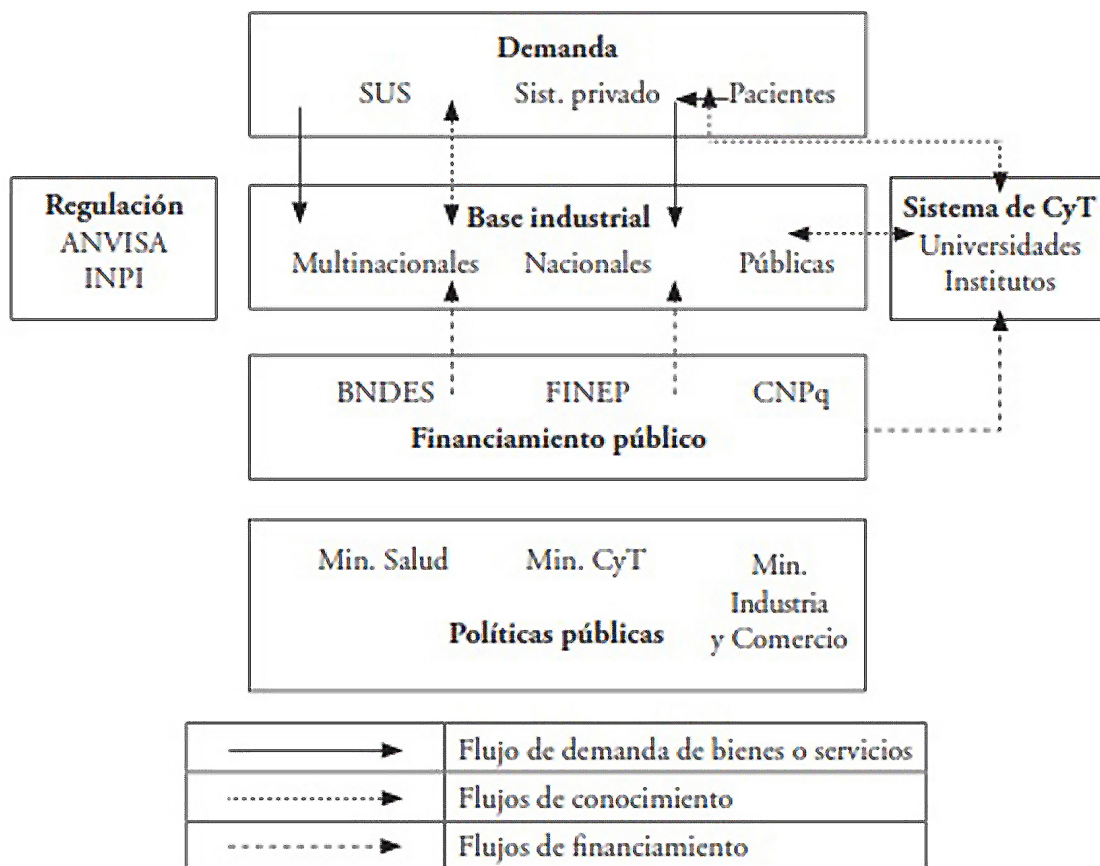 Demanda
SUS Sist. privado Pacientes
Regulación
ANVISA
INPI
Base industrial
Multinacionales Nacionales Públicas
Sistema de CyT
Universidades
Institutos
BNDES FINEP CNPq
Financiamiento público
Min. Salud Min. CyT Min.
Industria
Políticas públicas y Comercio
Flujo de demanda de bienes o servicios
Flujos de conocimiento
Flujos de financiamiento